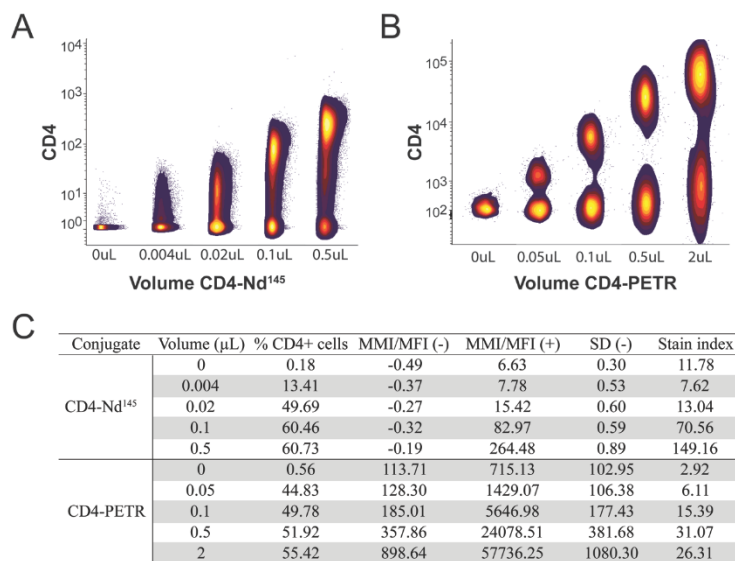 A
CD4
10⁴
10³
10²
10¹
10⁰
0uL 0.004uL 0.02uL 0.1uL 0.5uL
Volume CD4-Nd¹⁴⁵
B
CD4
10⁵
10⁴
10³
10²
0uL 0.05uL 0.1uL 0.5uL 2uL
Volume CD4-PETR
C
Conjugate Volume (µL) % CD4+ cells MMI/MFI (-) MMI/MFI (+) SD (-) Stain index
CD4-Nd¹⁴⁵
0 0.18 -0.49 6.63 0.30 11.78
0.004 13.41 -0.37 7.78 0.53 7.62
0.02 49.69 -0.27 15.42 0.60 13.04
0.1 60.46 -0.32 82.97 0.59 70.56
0.5 60.73 -0.19 264.48 0.89 149.16
CD4-PETR
0 0.56 113.71 715.13 102.95 2.92
0.05 44.83 128.30 1429.07 106.38 6.11
0.1 49.78 185.01 5646.98 177.43 15.39
0.5 51.92 357.86 24078.51 381.68 31.07
2 55.42 898.64 57736.25 1080.30 26.31